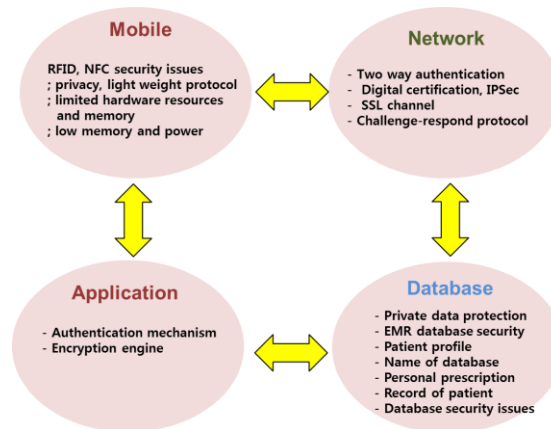 Mobile
RFID, NFC security issues
; privacy, light weight protocol
; limited hardware resources
and memory
; low memory and power
Network
- Two way authentication
- Digital certification, IPSec
- SSL channel
- Challenge-respond protocol
Application
- Authentication mechanism
- Encryption engine
Database
- Private data protection
- EMR database security
- Patient profile
- Name of database
- Personal prescription
- Record of patient
- Database security issues